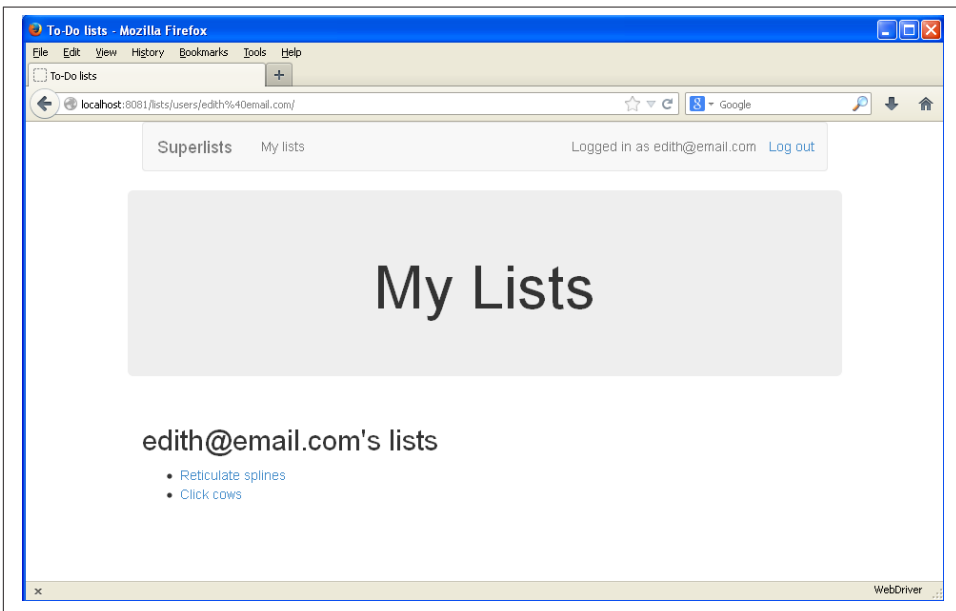 To-Do lists - Mozilla Firefox
File Edit View History Bookmarks Tools Help
To-Do lists +
localhost:8081/lists/users/edith%40email.com/ 8 Google
Superlists My lists Logged in as edith@email.com Log out
My Lists
edith@email.com's lists
• Reticulate splines
• Click cows
× WebDriver